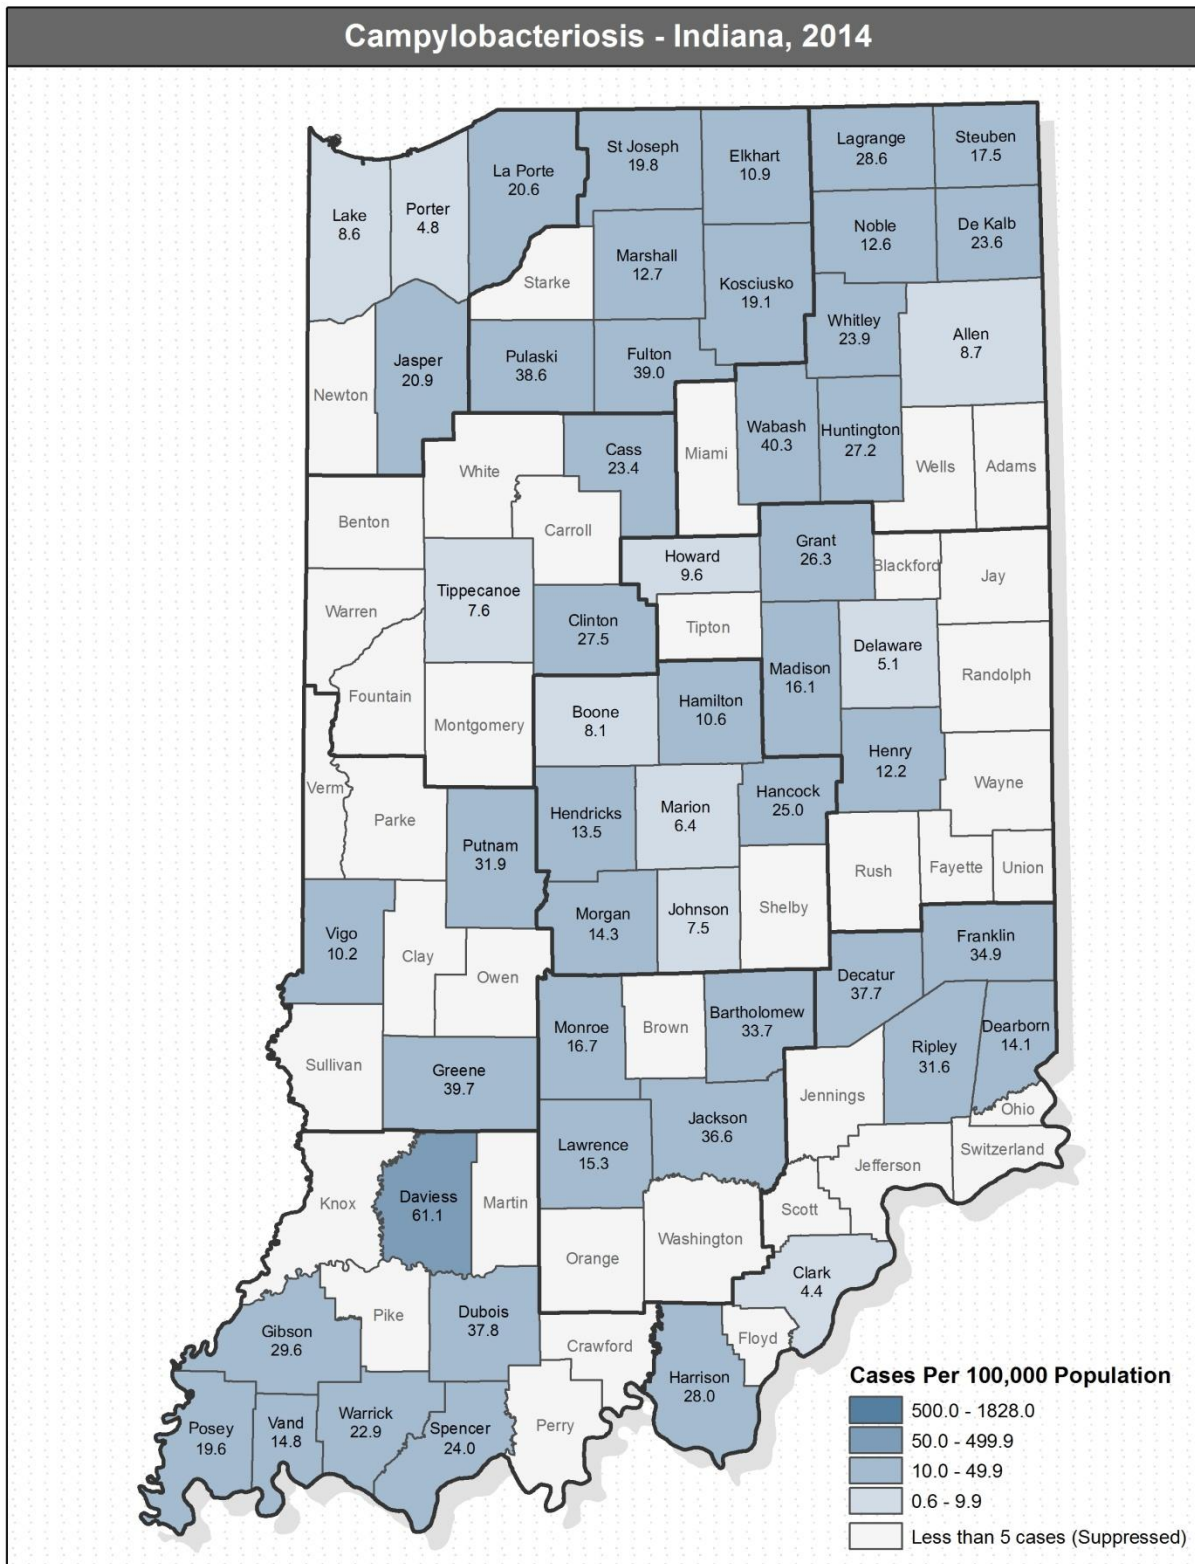 Campylobacteriosis - Indiana, 2014
St Joseph
19.8
Elkhart
10.9
Lagrange
28.6
Steuben
17.5
La Porte
20.6
Lake
8.6
Porter
4.8
Noble
12.6
De Kalb
23.6
Marshall
12.7
Starke
Kosciusko
19.1
Whitley
23.9
Allen
8.7
Newton
Jasper
20.9
Pulaski
38.6
Fulton
39.0
White
Cass
23.4
Miami
Wabash
40.3
Huntington
27.2
Wells
Adams
Benton
Carroll
Howard
9.6
Grant
26.3
Blackford
Jay
Warren
Tippecanoe
7.6
Clinton
27.5
Tipton
Madison
16.1
Delaware
5.1
Randolph
Fountain
Montgomery
Boone
8.1
Hamilton
10.6
Henry
12.2
Wayne
Verm
Parke
Putnam
31.9
Hendricks
13.5
Marion
6.4
Hancock
25.0
Rush
Fayette
Union
Vigo
10.2
Clay
Owen
Morgan
14.3
Johnson
7.5
Shelby
Decatur
37.7
Franklin
34.9
Sullivan
Greene
39.7
Monroe
16.7
Brown
Bartholomew
33.7
Ripley
31.6
Dearborn
14.1
Jennings
Ohio
Lawrence
15.3
Jackson
36.6
Jefferson
Switzerland
Knox
Daviess
61.1
Martin
Orange
Washington
Scott
Clark
4.4
Gibson
29.6
Pike
Dubois
37.8
Crawford
Floyd
Harrison
28.0
Posey
19.6
Vand
14.8
Warrick
22.9
Spencer
24.0
Perry
Cases Per 100,000 Population
500.0 - 1828.0
50.0 - 499.9
10.0 - 49.9
0.6 - 9.9
Less than 5 cases (Suppressed)